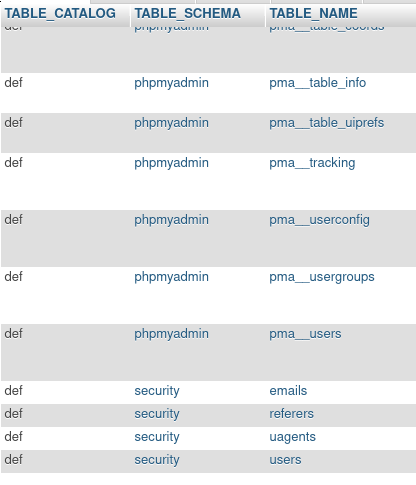 TABLE_CATALOG TABLE_SCHEMA TABLE_NAME
def phpmyadmin pma__table_coords
def phpmyadmin pma__table_info
def phpmyadmin pma__table_uiprefs
def phpmyadmin pma__tracking
def phpmyadmin pma__userconfig
def phpmyadmin pma__usergroups
def phpmyadmin pma__users
def security emails
def security referers
def security uagents
def security users